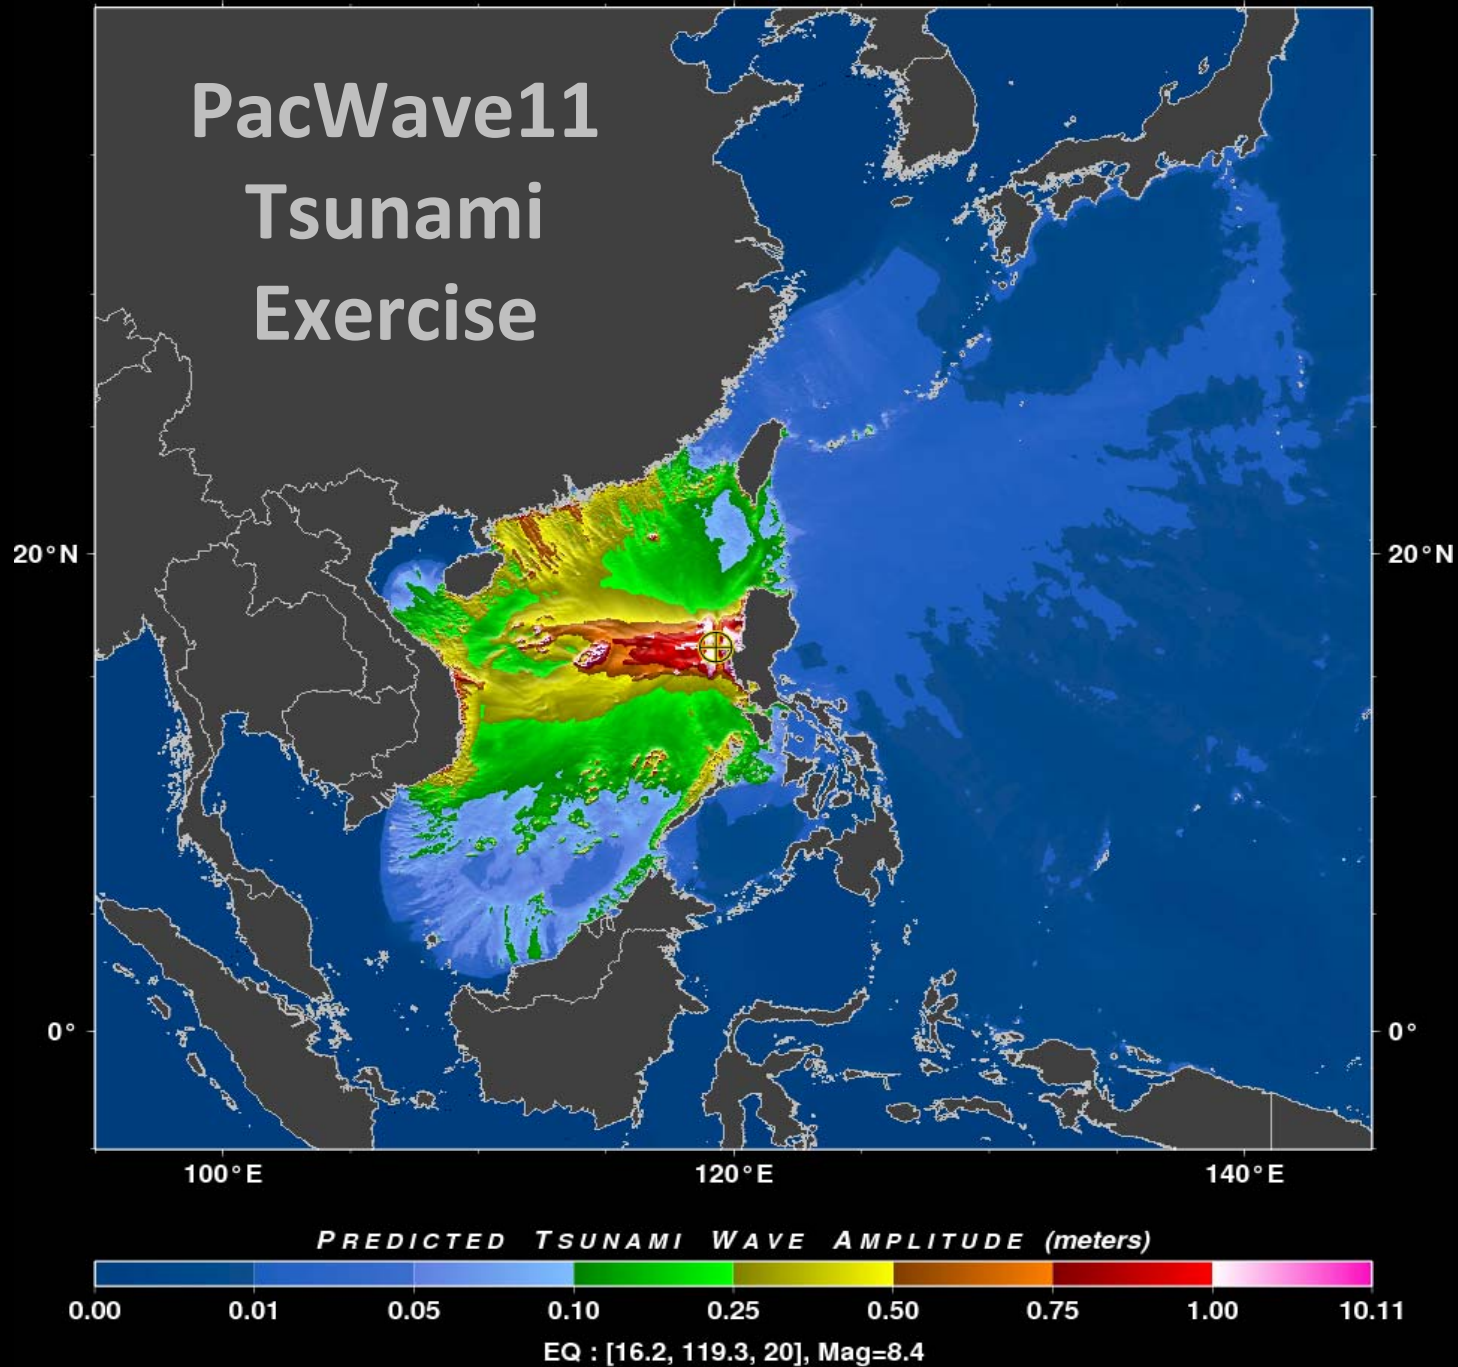 PacWave11
Tsunami
Exercise
20°N
20°N
0°
0°
100°E
120°E
140°E
PREDICTED TSUNAMI WAVE AMPLITUDE (meters)
0.00 0.01 0.05 0.10 0.25 0.50 0.75 1.00 10.11
EQ : [16.2, 119.3, 20], Mag=8.4